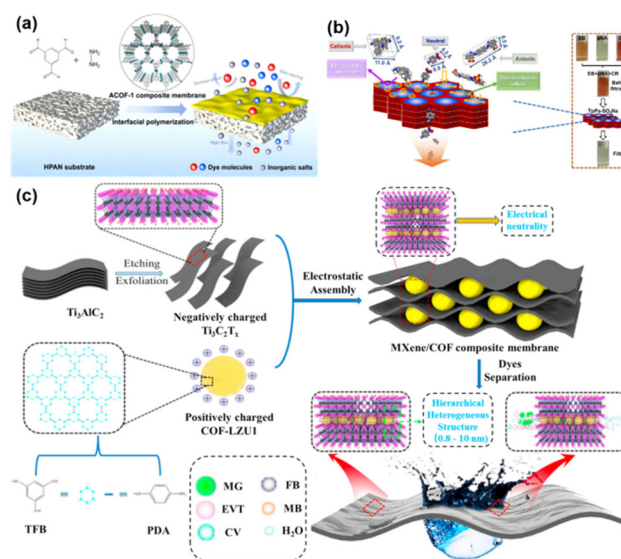 (a)
ACOF-1 composite membrane
Interfacial polymerization
HPAN substrate
Dye molecules
Inorganic salts
(b)
Cationic
Neutral
Anionic
EB
(c)
Etching
Exfoliation
Ti₃AlC₂
Negatively charged
Ti₃C₂Tₓ
Positively charged
COF-LZU1
TFB
PDA
Electrostatic
Assembly
Electrical
neutrality
MXene/COF composite membrane
Dyes
Separation
Hierarchical
Heterogeneous
Structure
(0.8 - 10 nm)
MG
FB
EVT
MB
CV
H₂O